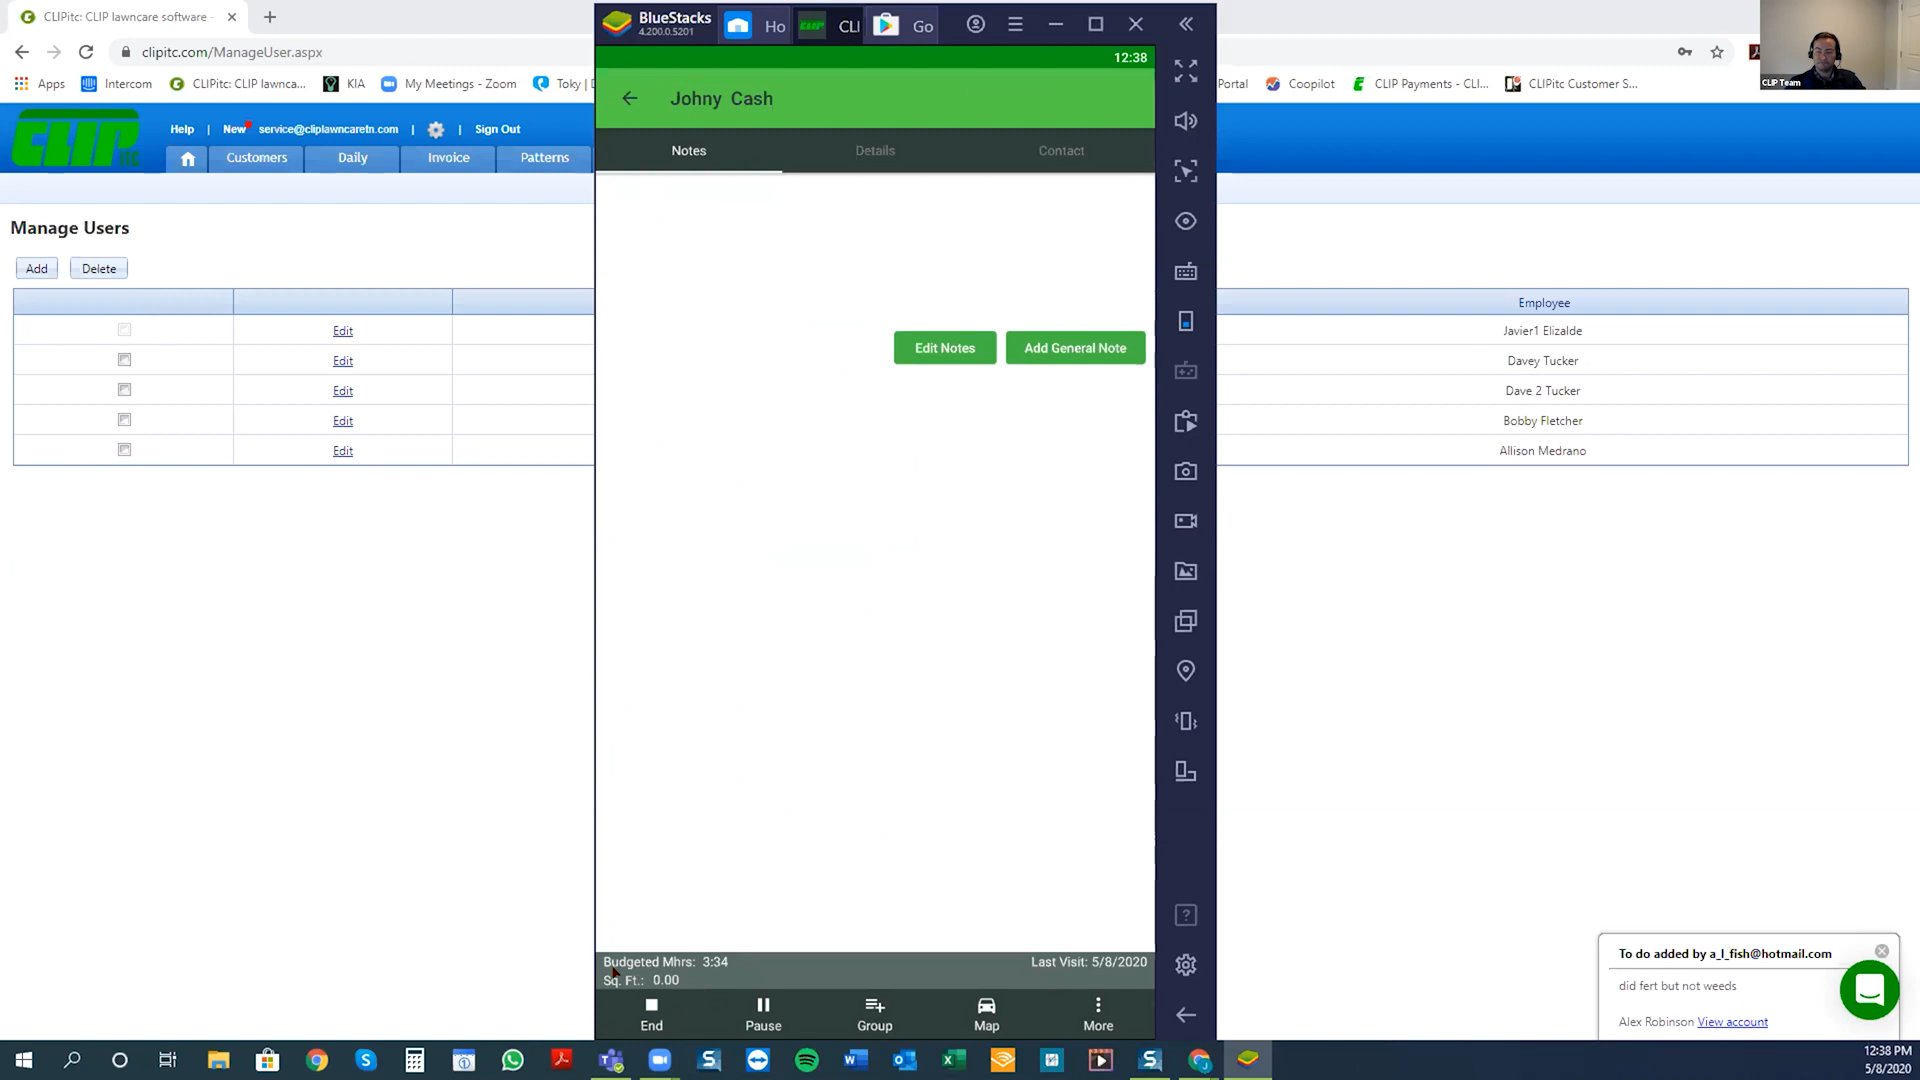 CLIPitc: CLIP lawncare software -
clipitc.com/ManageUser.aspx
Apps
Intercom
CLIPitc: CLIP lawnca...
KIA
My Meetings - Zoom
Toky | D
Portal
Coopilot
CLIP Payments - CLI...
CLIPitc Customer S...
CLIP Team
CLIP
ITC
Help | New service@cliplawncaretn.com | | Sign Out
Customers
Daily
Invoice
Patterns
Manage Users
Add
Delete
Employee
Edit
Javier1 Elizalde
Edit
Davey Tucker
Edit
Dave 2 Tucker
Edit
Bobby Fletcher
Edit
Allison Medrano
BlueStacks
4.200.0.5201
Ho
CLI
Go
12:38
Johny Cash
Notes
Details
Contact
Edit Notes
Add General Note
Budgeted Mhrs: 3:34
Last Visit: 5/8/2020
Sq. Ft.: 0.00
End
Pause
Group
Map
More
To do added by a_l_fish@hotmail.com
did fert but not weeds
Alex Robinson View account
12:38 PM
5/8/2020